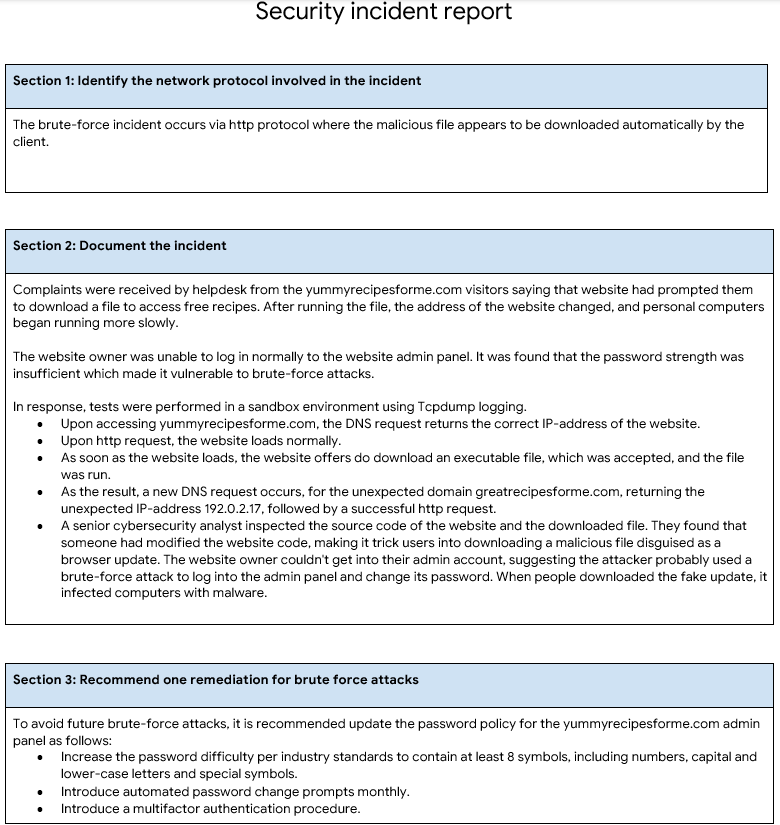 Security incident report
Section 1: Identify the network protocol involved in the incident
The brute-force incident occurs via http protocol where the malicious file appears to be downloaded automatically by the
client.
Section 2: Document the incident
Complaints were received by helpdesk from the yummyrecipesforme.com visitors saying that website had prompted them
to download a file to access free recipes. After running the file, the address of the website changed, and personal computers
began running more slowly.
The website owner was unable to log in normally to the website admin panel. It was found that the password strength was
insufficient which made it vulnerable to brute-force attacks.
In response, tests were performed in a sandbox environment using Tcpdump logging.
● Upon accessing yummyrecipesforme.com, the DNS request returns the correct IP-address of the website.
● Upon http request, the website loads normally.
● As soon as the website loads, the website offers do download an executable file, which was accepted, and the file
was run.
● As the result, a new DNS request occurs, for the unexpected domain greatrecipesforme.com, returning the
unexpected IP-address 192.0.2.17, followed by a successful http request.
● A senior cybersecurity analyst inspected the source code of the website and the downloaded file. They found that
someone had modified the website code, making it trick users into downloading a malicious file disguised as a
browser update. The website owner couldn't get into their admin account, suggesting the attacker probably used a
brute-force attack to log into the admin panel and change its password. When people downloaded the fake update, it
infected computers with malware.
Section 3: Recommend one remediation for brute force attacks
To avoid future brute-force attacks, it is recommended update the password policy for the yummyrecipesforme.com admin
panel as follows:
● Increase the password difficulty per industry standards to contain at least 8 symbols, including numbers, capital and
lower-case letters and special symbols.
● Introduce automated password change prompts monthly.
● Introduce a multifactor authentication procedure.